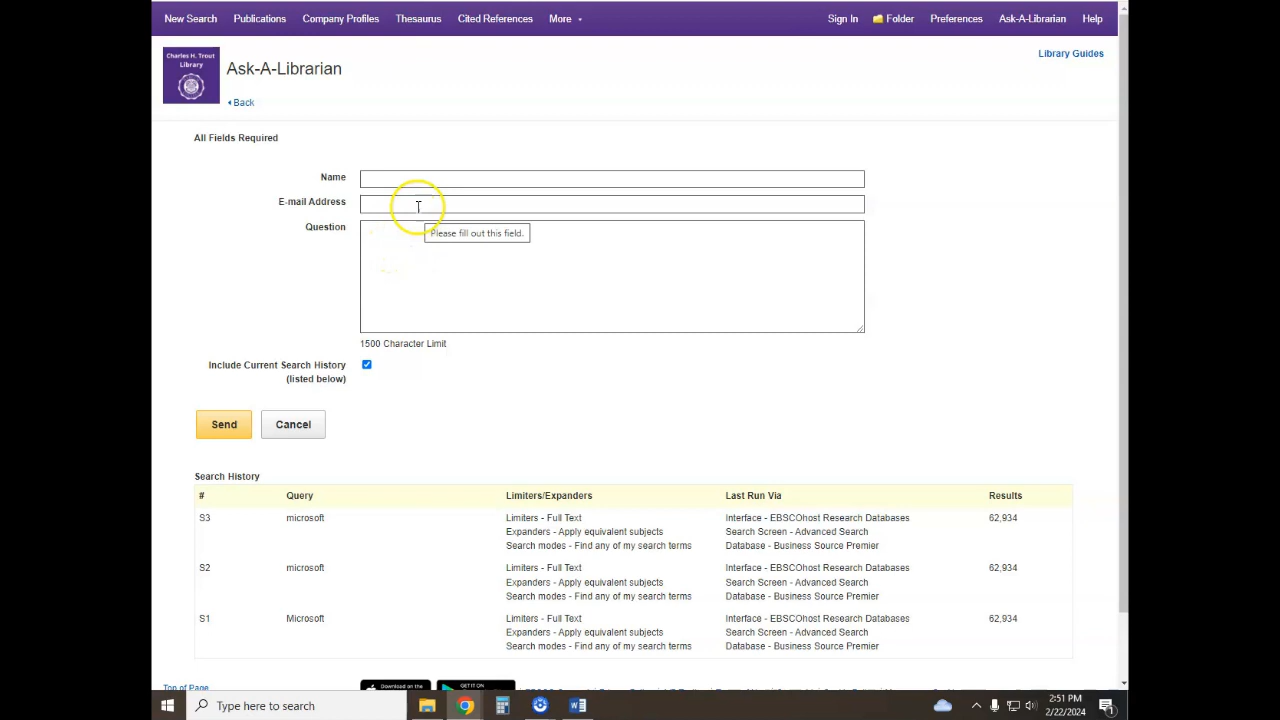 New Search Publications Company Profiles Thesaurus Cited References More Sign In Folder Preferences Ask-A-Librarian Help
Charles H. Trout
Library
Ask-A-Librarian
Library Guides
Back
All Fields Required
Name
E-mail Address
Question
Please fill out this field.
1500 Character Limit
Include Current Search History
(listed below)
Send Cancel
Search History
# Query Limiters/Expanders Last Run Via Results
S3 microsoft Limiters - Full Text Interface - EBSCOhost Research Databases 62,934
Expanders - Apply equivalent subjects Search Screen - Advanced Search
Search modes - Find any of my search terms Database - Business Source Premier
S2 microsoft Limiters - Full Text Interface - EBSCOhost Research Databases 62,934
Expanders - Apply equivalent subjects Search Screen - Advanced Search
Search modes - Find any of my search terms Database - Business Source Premier
S1 Microsoft Limiters - Full Text Interface - EBSCOhost Research Databases 62,934
Expanders - Apply equivalent subjects Search Screen - Advanced Search
Search modes - Find any of my search terms Database - Business Source Premier
Top of Page
Download on the GET IT ON
Type here to search
2:51 PM
2/22/2024
1